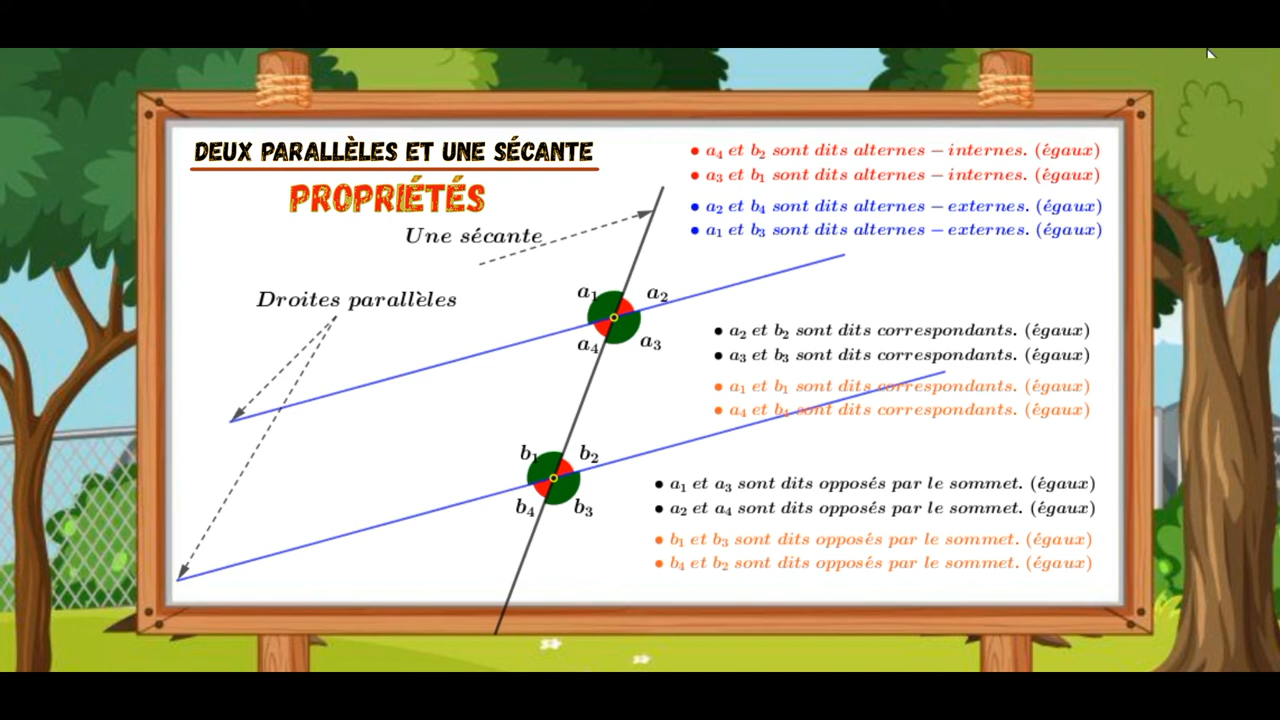 DEUX PARALLÈLES ET UNE SÉCANTE
PROPRIÉTÉS
Une sécante
Droites parallèles
a₁
a₂
a₄
a₃
b₁
b₂
b₄
b₃
• a₄ et b₂ sont dits alternes – internes. (égaux)
• a₃ et b₁ sont dits alternes – internes. (égaux)
• a₂ et b₄ sont dits alternes – externes. (égaux)
• a₁ et b₃ sont dits alternes – externes. (égaux)
• a₂ et b₂ sont dits correspondants. (égaux)
• a₃ et b₃ sont dits correspondants. (égaux)
• a₁ et b₁ sont dits correspondants. (égaux)
• a₄ et b₄ sont dits correspondants. (égaux)
• a₁ et a₃ sont dits opposés par le sommet. (égaux)
• a₂ et a₄ sont dits opposés par le sommet. (égaux)
• b₁ et b₃ sont dits opposés par le sommet. (égaux)
• b₄ et b₂ sont dits opposés par le sommet. (égaux)